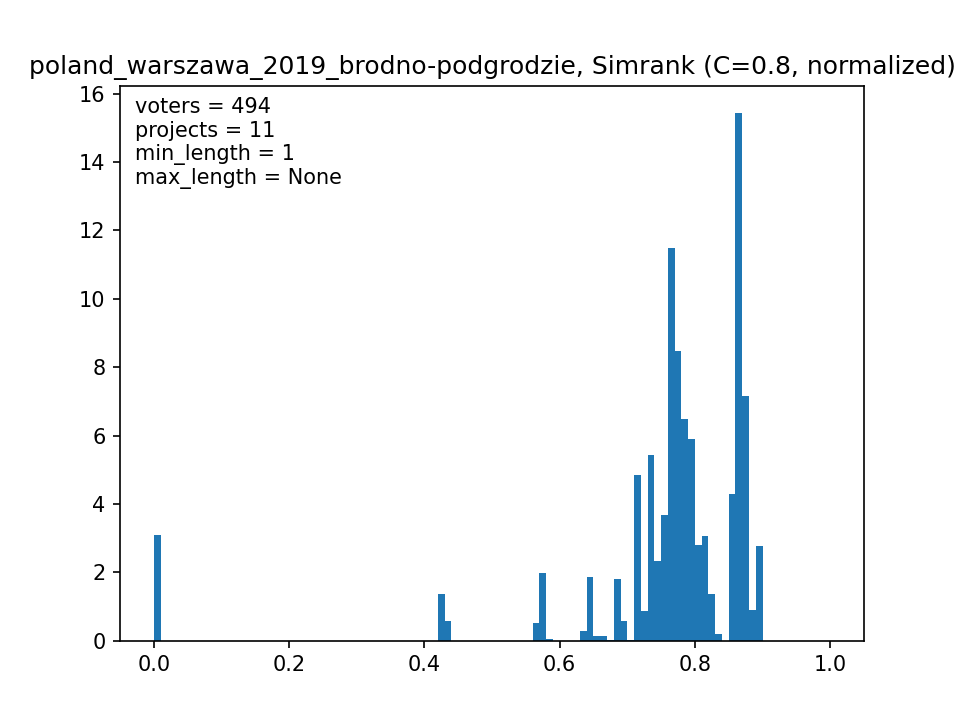 poland_warszawa_2019_brodno-podgrodzie, Simrank (C=0.8, normalized)
voters = 494
projects = 11
min_length = 1
max_length = None
16
14
12
10
8
6
4
2
0
0.0 0.2 0.4 0.6 0.8 1.0